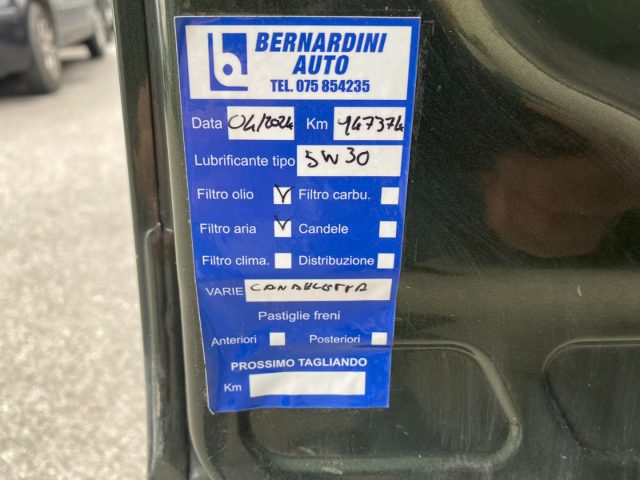 b BERNARDINI
AUTO
TEL. 075 854235
Data 04/2024 Km 147374
Lubrificante tipo 5W30
Filtro olio Filtro carbu.
Filtro aria Candele
Filtro clima. Distribuzione
VARIE CANDELETTA
Pastiglie freni
Anteriori Posteriori
PROSSIMO TAGLIANDO
Km